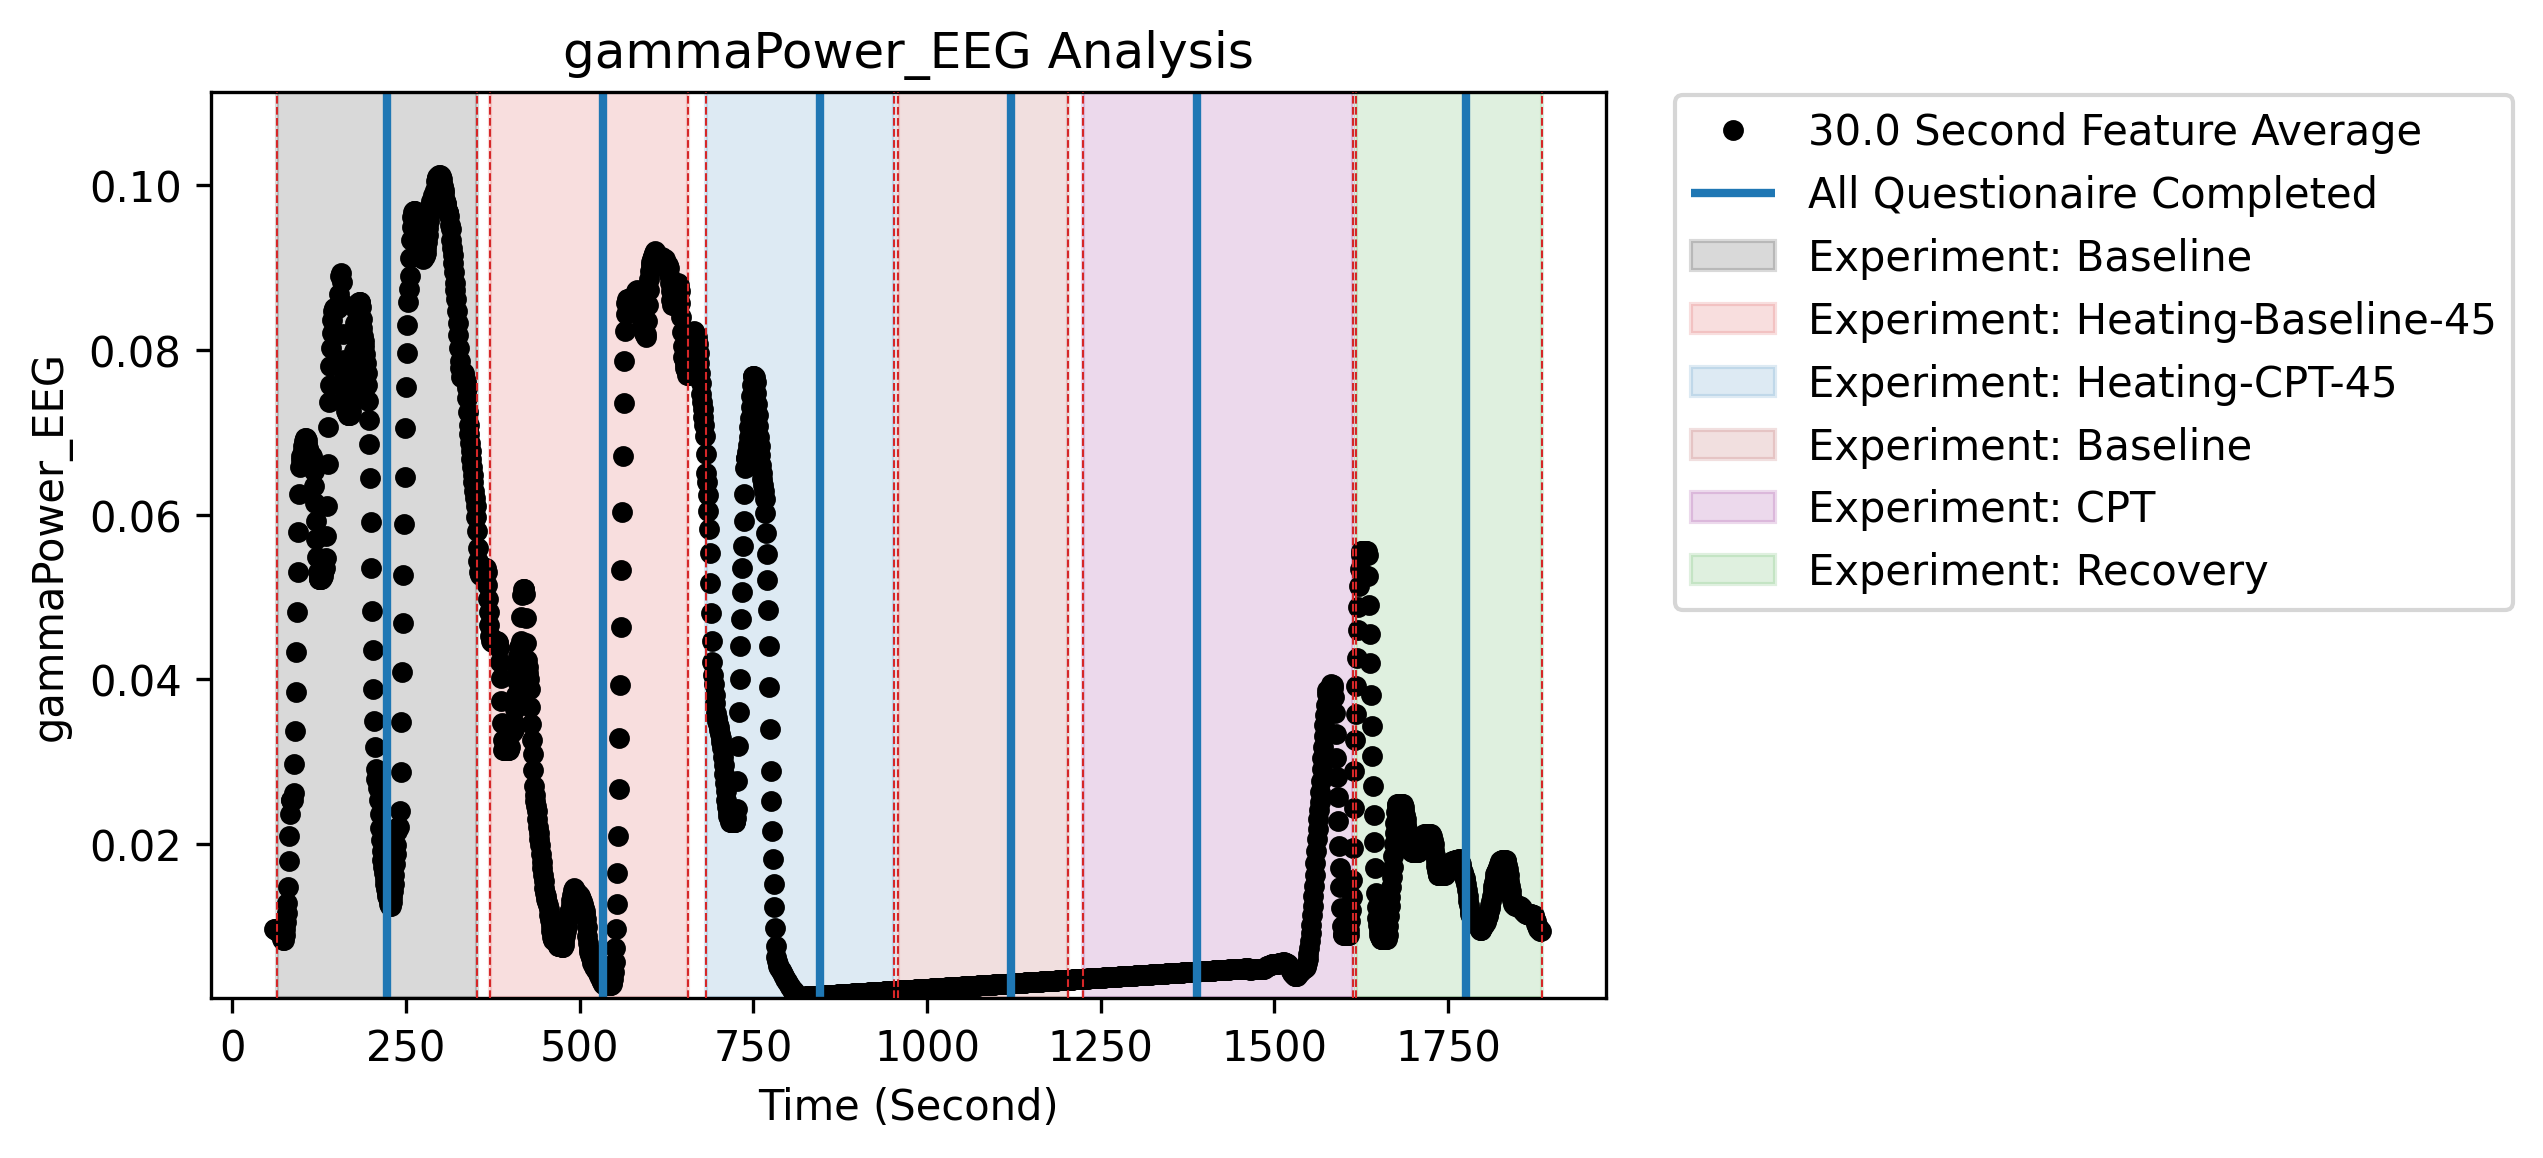 gammaPower_EEG Analysis
gammaPower_EEG
0.10
0.08
0.06
0.04
0.02
0
250
500
750
1000
1250
1500
1750
Time (Second)
30.0 Second Feature Average
All Questionaire Completed
Experiment: Baseline
Experiment: Heating-Baseline-45
Experiment: Heating-CPT-45
Experiment: Baseline
Experiment: CPT
Experiment: Recovery